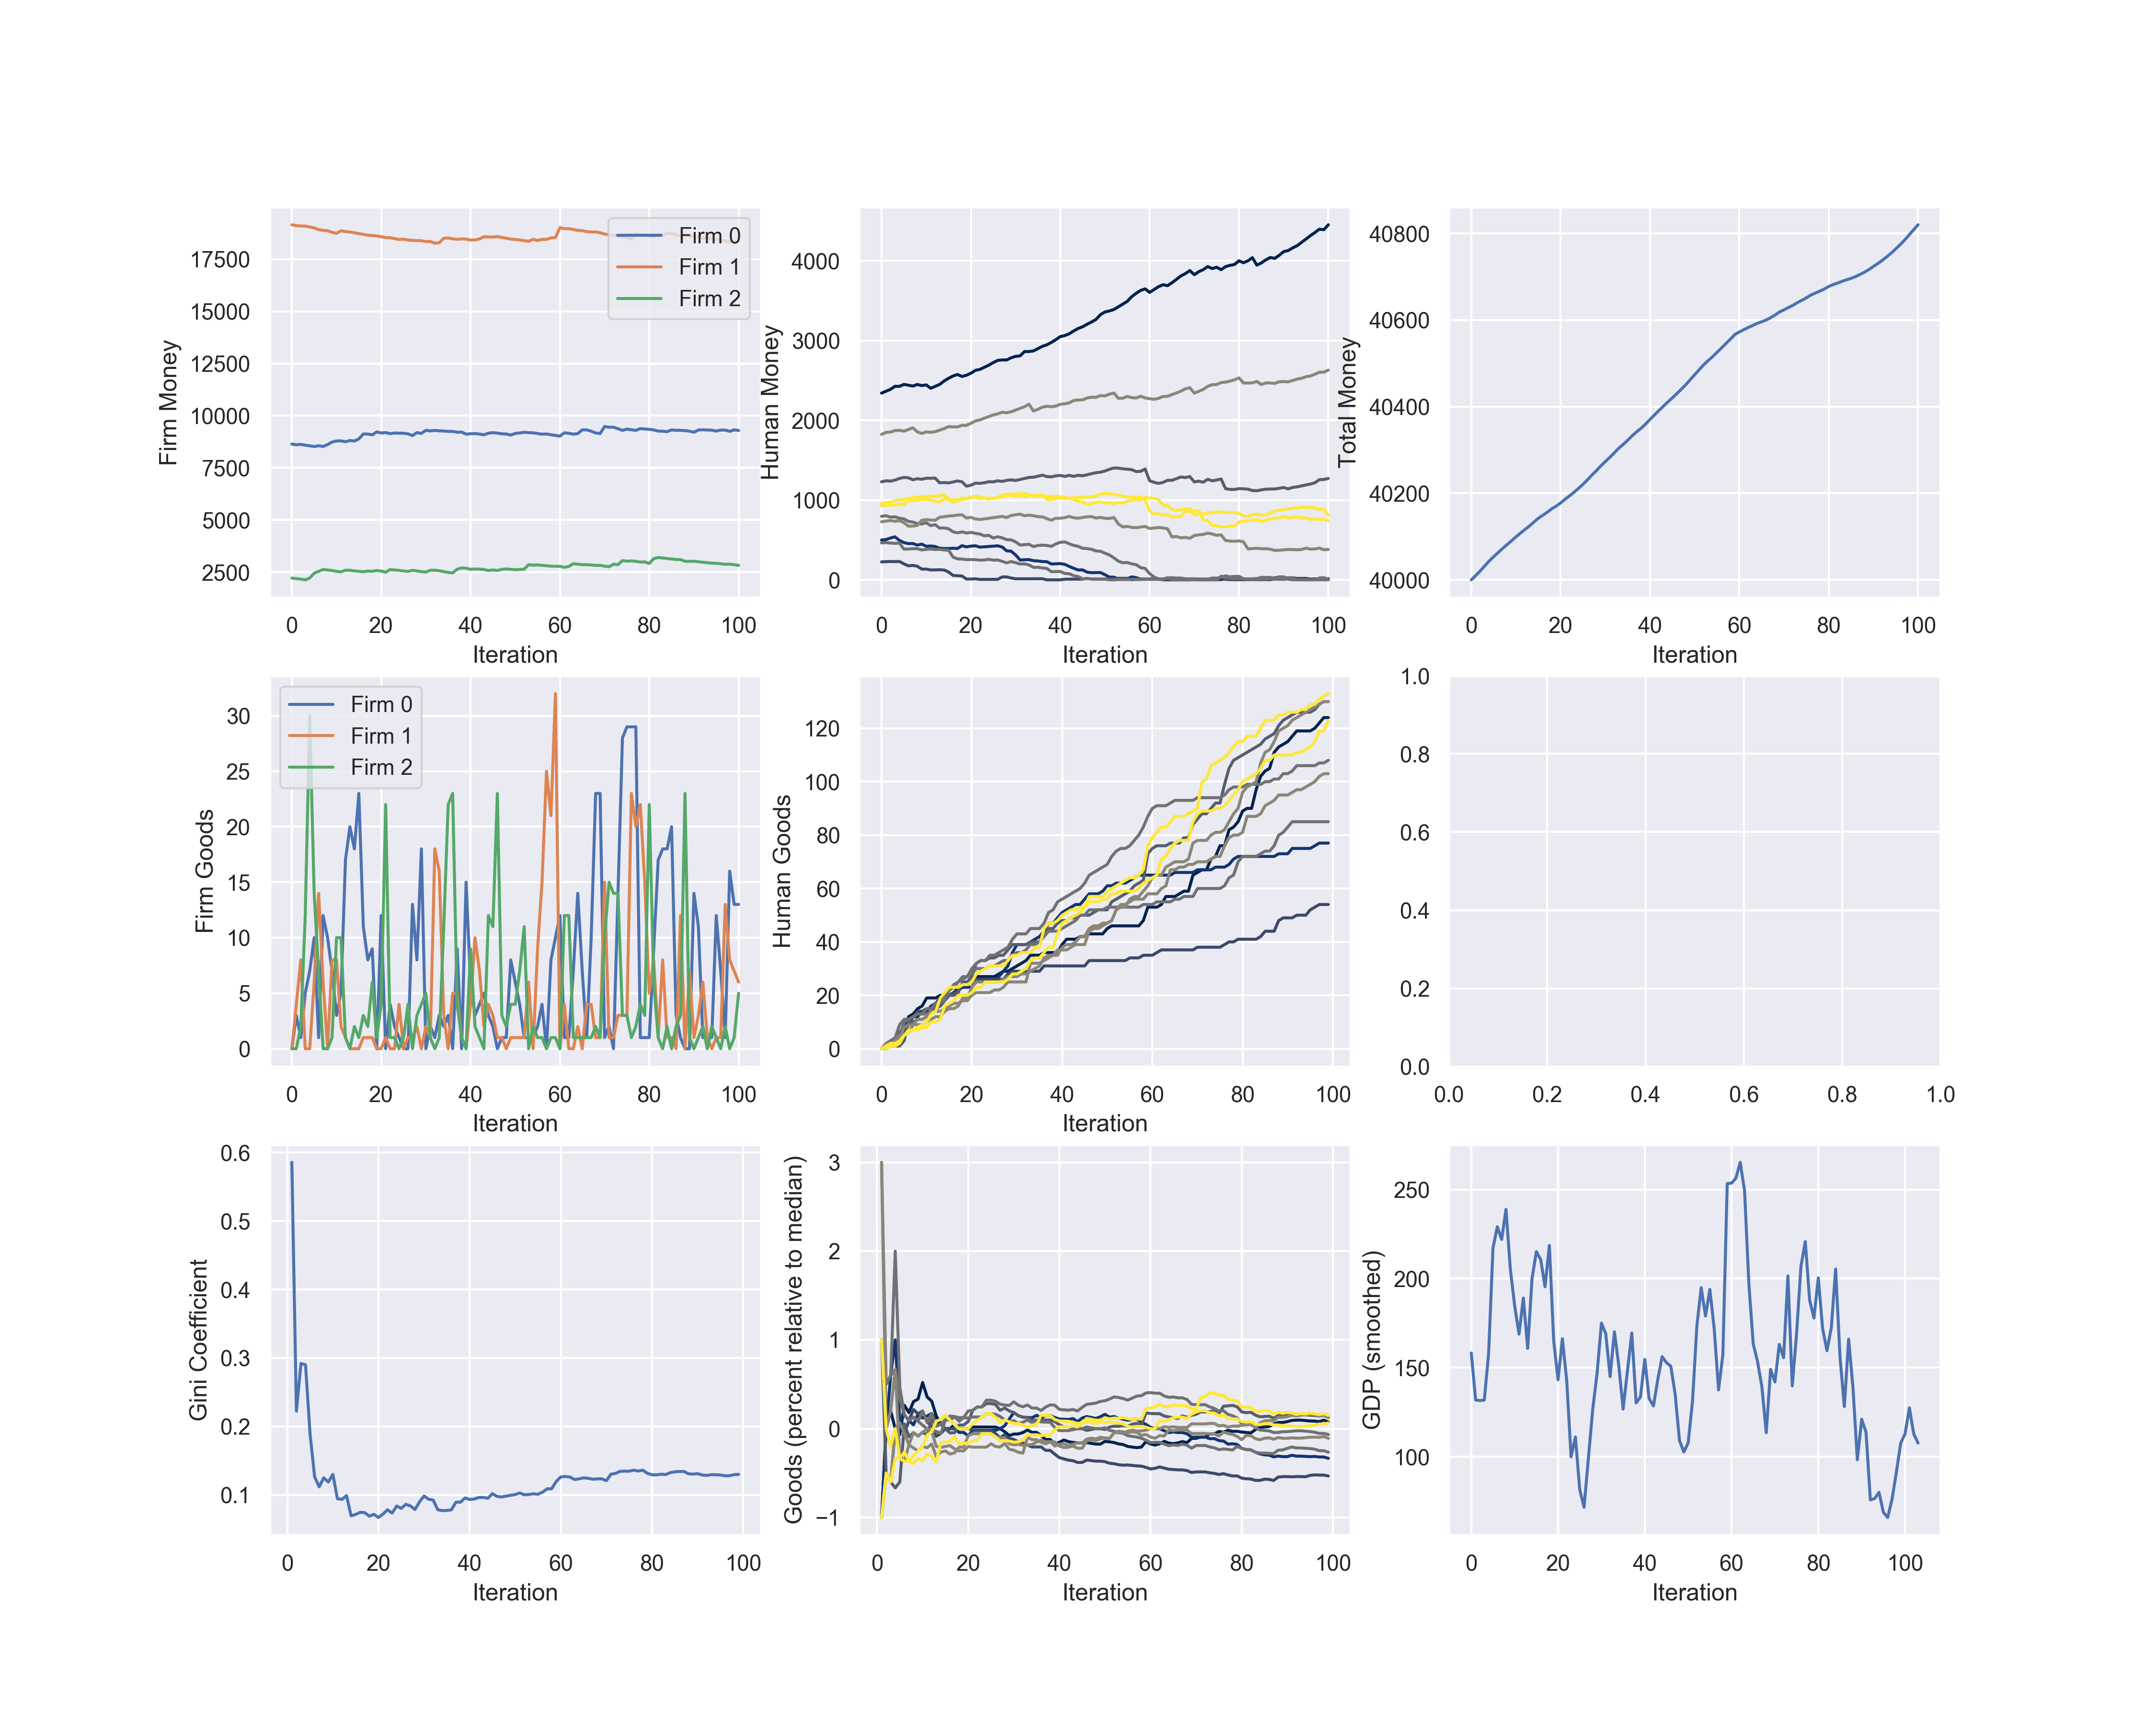 Firm Money
17500
15000
12500
10000
7500
5000
2500
Firm 0
Firm 1
Firm 2
0 20 40 60 80 100
Iteration
Human Money
4000
3000
2000
1000
0
0 20 40 60 80 100
Iteration
Total Money
40800
40600
40400
40200
40000
0 20 40 60 80 100
Iteration
Firm Goods
30
25
20
15
10
5
0
Firm 0
Firm 1
Firm 2
0 20 40 60 80 100
Iteration
Human Goods
120
100
80
60
40
20
0
0 20 40 60 80 100
Iteration
1.0
0.8
0.6
0.4
0.2
0.0
0.0 0.2 0.4 0.6 0.8 1.0
Gini Coefficient
0.6
0.5
0.4
0.3
0.2
0.1
0 20 40 60 80 100
Iteration
Goods (percent relative to median)
3
2
1
0
−1
0 20 40 60 80 100
Iteration
GDP (smoothed)
250
200
150
100
0 20 40 60 80 100
Iteration